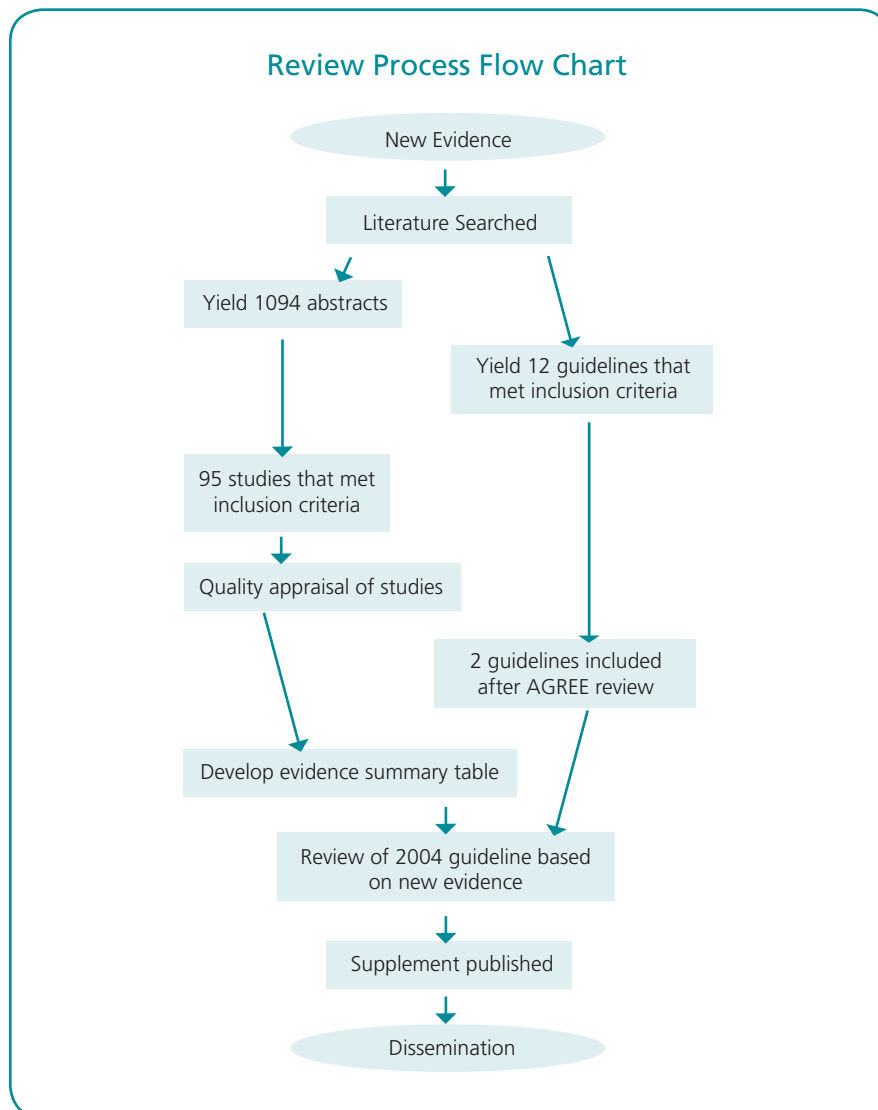 Review Process Flow Chart
New Evidence
Literature Searched
Yield 1094 abstracts
Yield 12 guidelines that
met inclusion criteria
95 studies that met
inclusion criteria
Quality appraisal of studies
2 guidelines included
after AGREE review
Develop evidence summary table
Review of 2004 guideline based
on new evidence
Supplement published
Dissemination